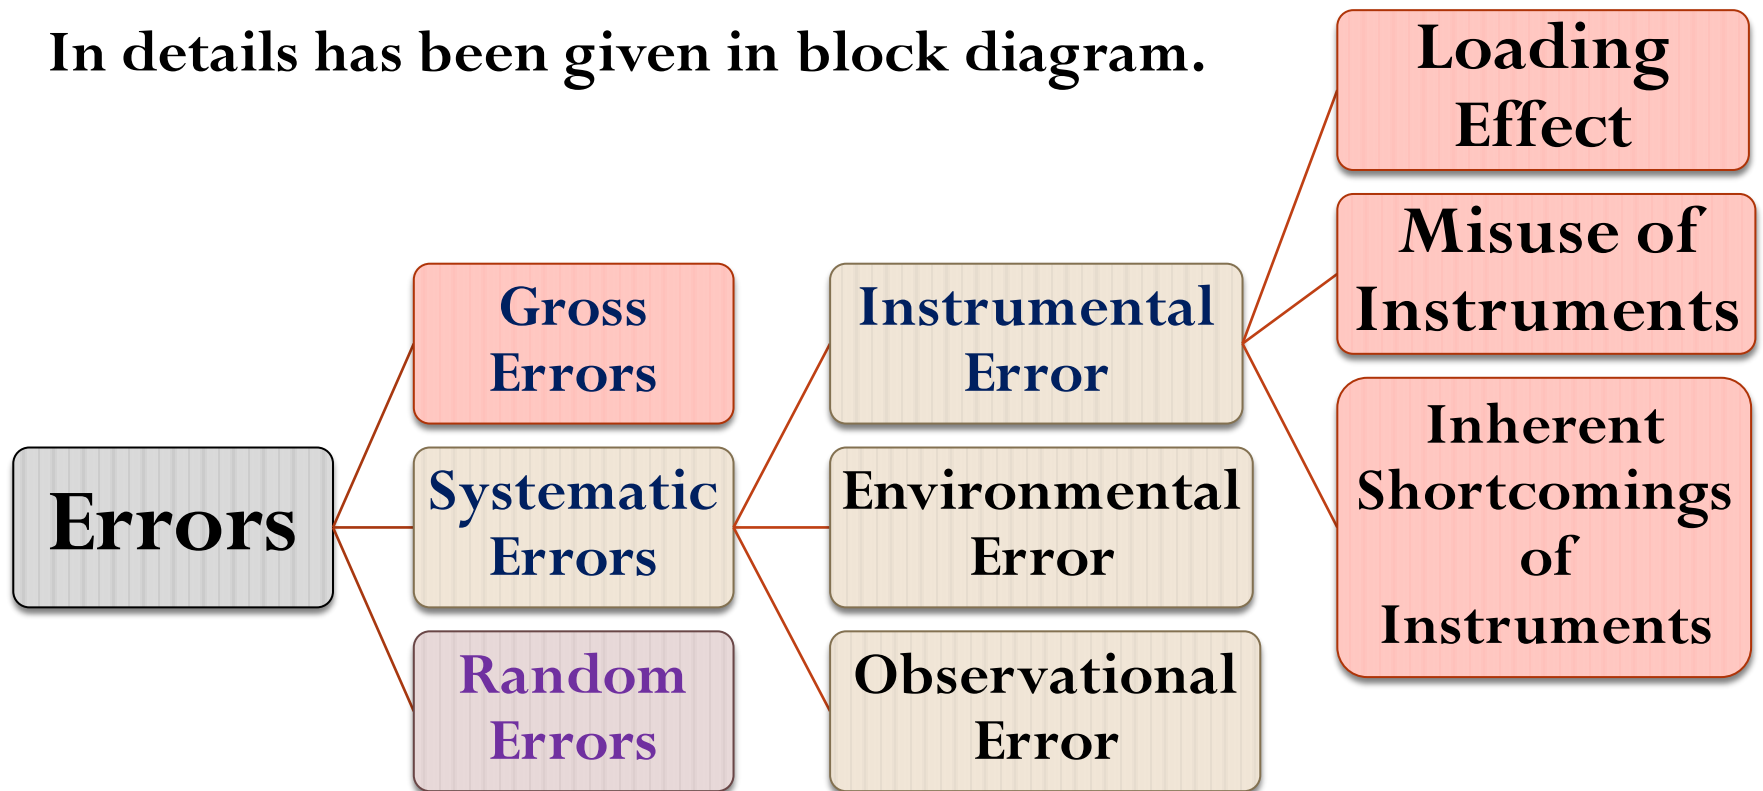 In details has been given in block diagram.
Errors
Gross
Errors
Systematic
Errors
Random
Errors
Instrumental
Error
Environmental
Error
Observational
Error
Loading
Effect
Misuse of
Instruments
Inherent
Shortcomings
of
Instruments